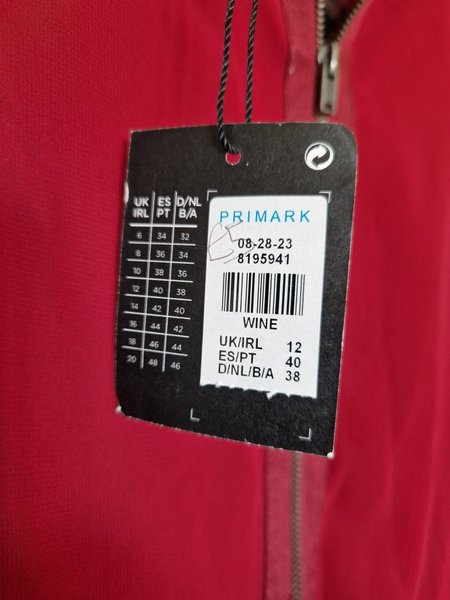 UK IRL ES PT D/NL B/A
6 34 32
8 36 34
10 38 36
12 40 38
14 42 40
16 44 42
18 46 44
20 48 46
PRIMARK
08-28-23
8195941
WINE
UK/IRL 12
ES/PT 40
D/NL/B/A 38